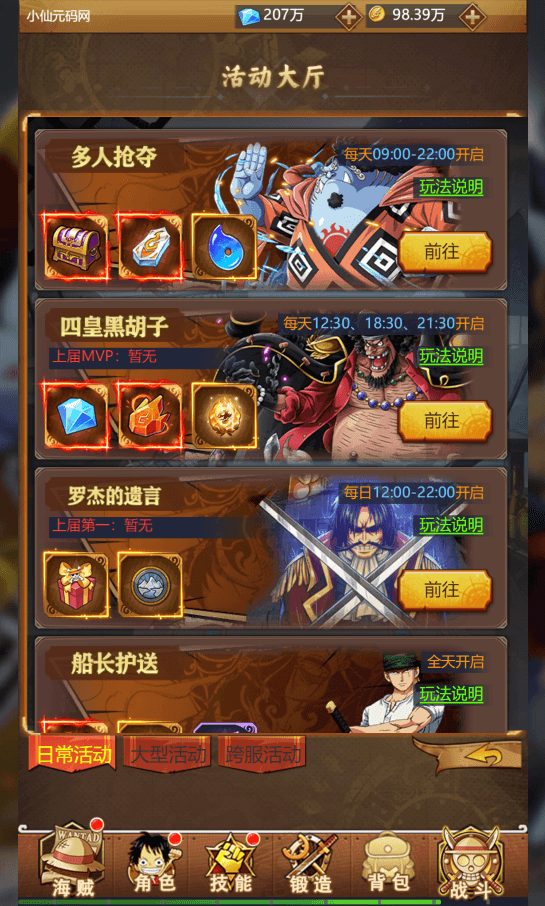 小仙元码网
207万
98.39万
活动大厅
多人抢夺
每天09:00-22:00开启
玩法说明
前往
四皇黑胡子
每天12:30、18:30、21:30开启
上届MVP：暂无
玩法说明
前往
罗杰的遗言
每日12:00-22:00开启
上届第一：暂无
玩法说明
前往
船长护送
全天开启
玩法说明
日常活动
大型活动
跨服活动
WANTAD
海贼
角色
技能
锻造
背包
战斗